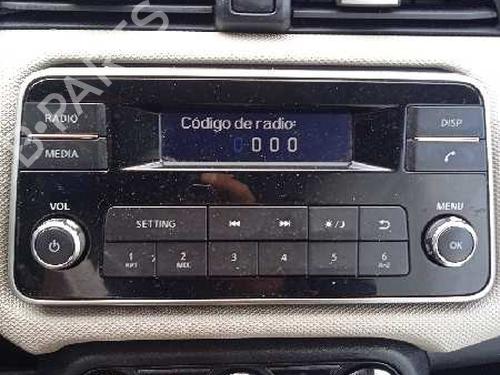 B-PARTS
Código de radio:
0000
RADIO
MEDIA
DISP
VOL
MENU
SETTING
OK
1
RPT
2
MIX
3
4
5
6